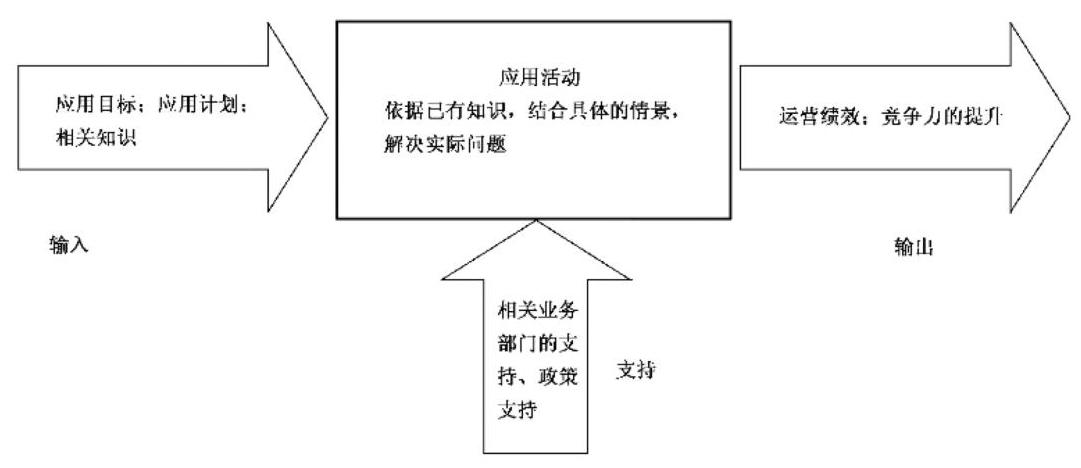 应用目标；应用计划；
相关知识
应用活动
依据已有知识，结合具体的情景，
解决实际问题
运营绩效；竞争力的提升
输入
输出
相关业务
部门的支
持、政策
支持
支持